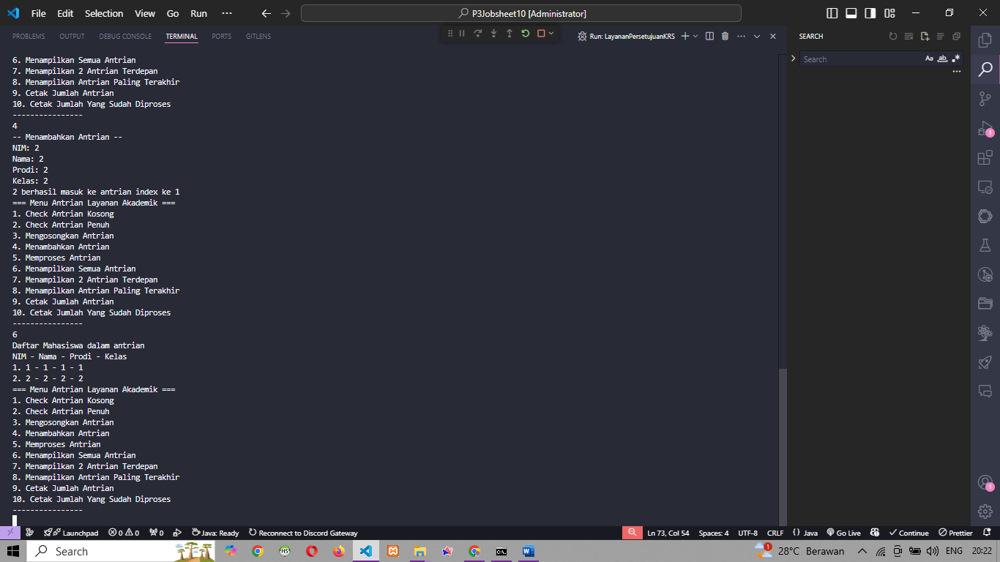 File Edit Selection View Go Run ··· P3Jobsheet10 [Administrator]
PROBLEMS OUTPUT DEBUG CONSOLE TERMINAL PORTS GITLENS Run: LayananPersetujuanKRS
SEARCH
Search Aa ab
6. Menampilkan Semua Antrian
7. Menampilkan 2 Antrian Terdepan
8. Menampilkan Antrian Paling Terakhir
9. Cetak Jumlah Antrian
10. Cetak Jumlah Yang Sudah Diproses
----------------
4
-- Menambahkan Antrian --
NIM: 2
Nama: 2
Prodi: 2
Kelas: 2
2 berhasil masuk ke antrian index ke 1
=== Menu Antrian Layanan Akademik ===
1. Check Antrian Kosong
2. Check Antrian Penuh
3. Mengosongkan Antrian
4. Menambahkan Antrian
5. Memproses Antrian
6. Menampilkan Semua Antrian
7. Menampilkan 2 Antrian Terdepan
8. Menampilkan Antrian Paling Terakhir
9. Cetak Jumlah Antrian
10. Cetak Jumlah Yang Sudah Diproses
----------------
6
Daftar Mahasiswa dalam antrian
NIM - Nama - Prodi - Kelas
1. 1 - 1 - 1 - 1
2. 2 - 2 - 2 - 2
=== Menu Antrian Layanan Akademik ===
1. Check Antrian Kosong
2. Check Antrian Penuh
3. Mengosongkan Antrian
4. Menambahkan Antrian
5. Memproses Antrian
6. Menampilkan Semua Antrian
7. Menampilkan 2 Antrian Terdepan
8. Menampilkan Antrian Paling Terakhir
9. Cetak Jumlah Antrian
10. Cetak Jumlah Yang Sudah Diproses
----------------
1
1
Launchpad 0 0 0 Java: Ready Reconnect to Discord Gateway Ln 73, Col 54 Spaces: 4 UTF-8 CRLF {} Java Go Live Continue Prettier
Search HS W 1 28°C Berawan ENG 20:22